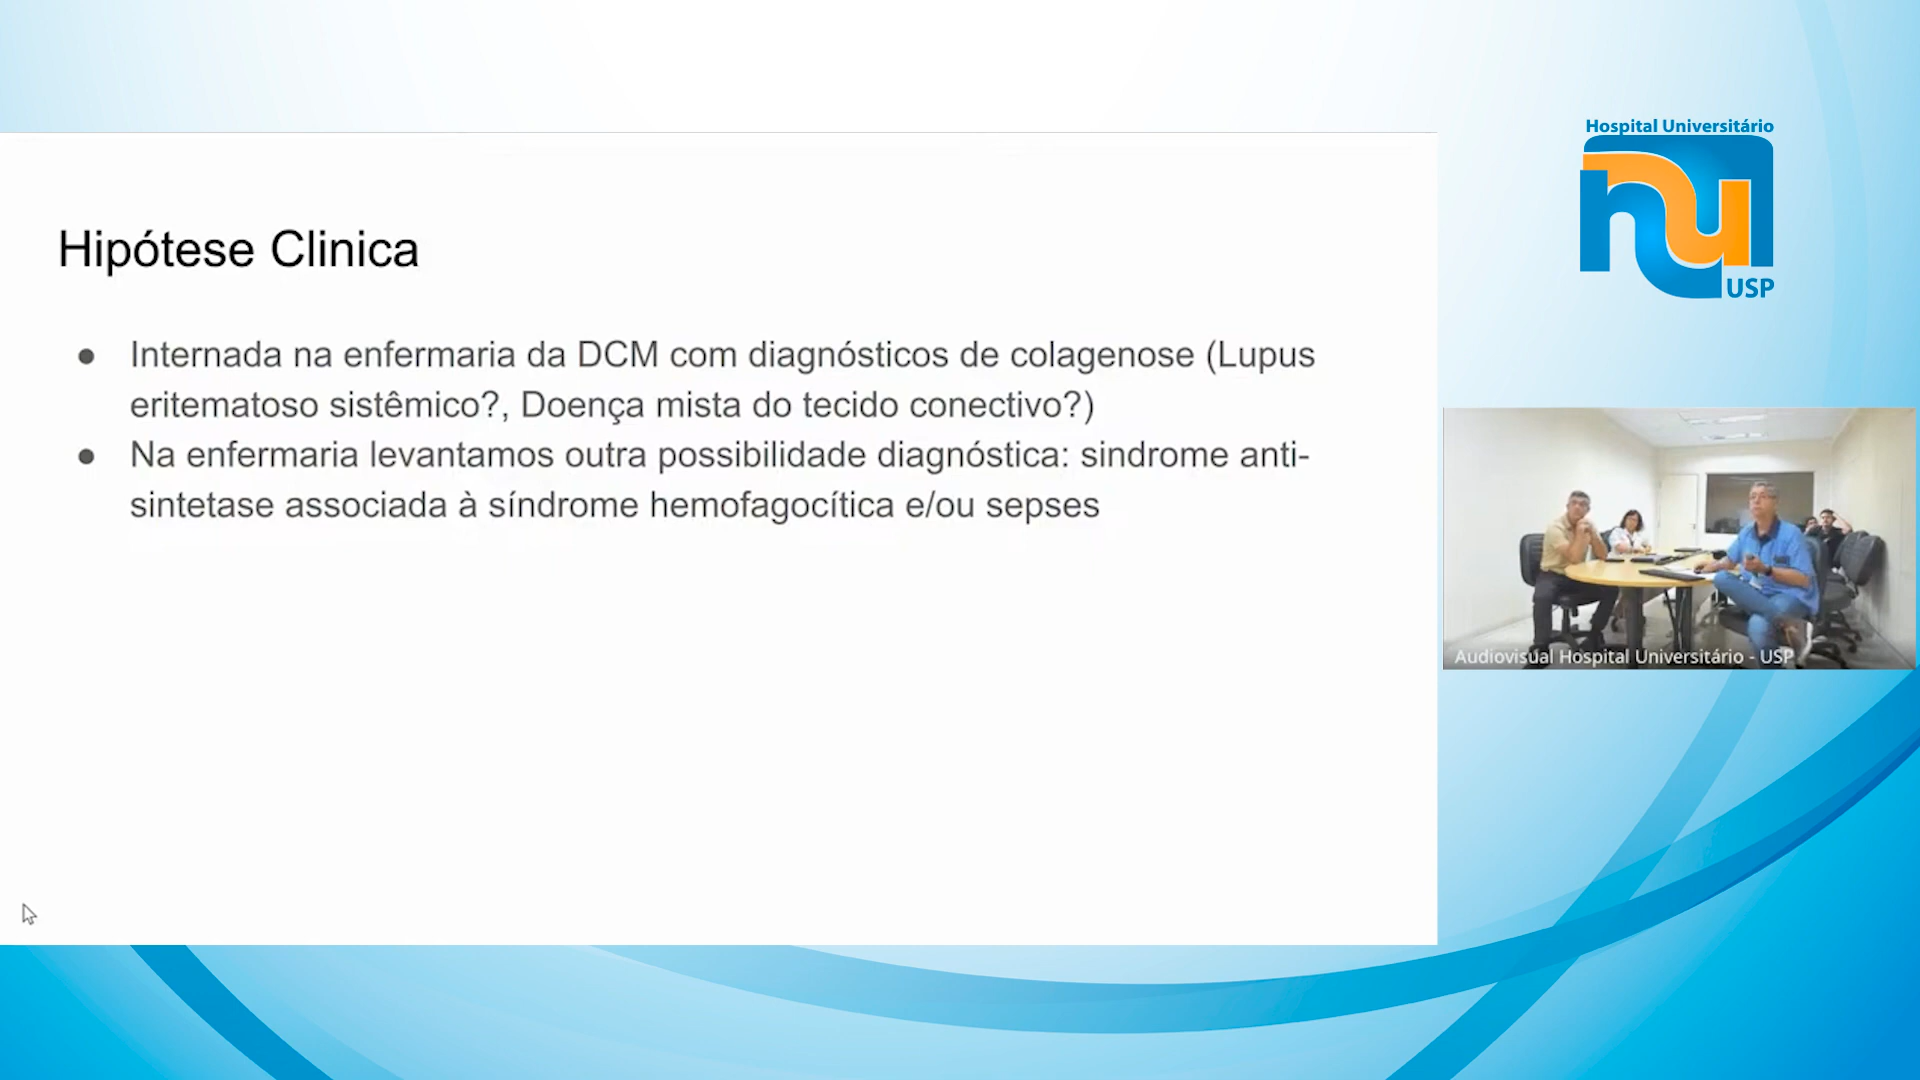 Hospital Universitário
USP
Hipótese Clinica
● Internada na enfermaria da DCM com diagnósticos de colagenose (Lupus
eritematoso sistêmico?, Doença mista do tecido conectivo?)
● Na enfermaria levantamos outra possibilidade diagnóstica: sindrome anti-
sintetase associada à síndrome hemofagocítica e/ou sepses
Audiovisual Hospital Universitário - USP